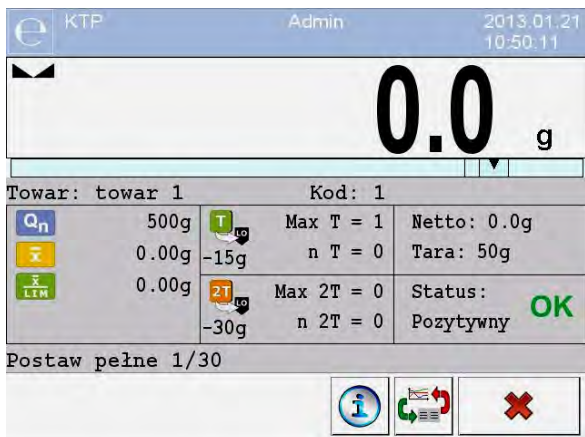 e KTP Admin 2013.01.21
10:50:11
0.0 g
Towar: towar 1 Kod: 1
Qn 500g T LO -15g Max T = 1 Netto: 0.0g
x̄ 0.00g n T = 0 Tara: 50g
x̄ LIM 0.00g 2T LO -30g Max 2T = 0 Status: OK
n 2T = 0 Pozytywny
Postaw pełne 1/30
i